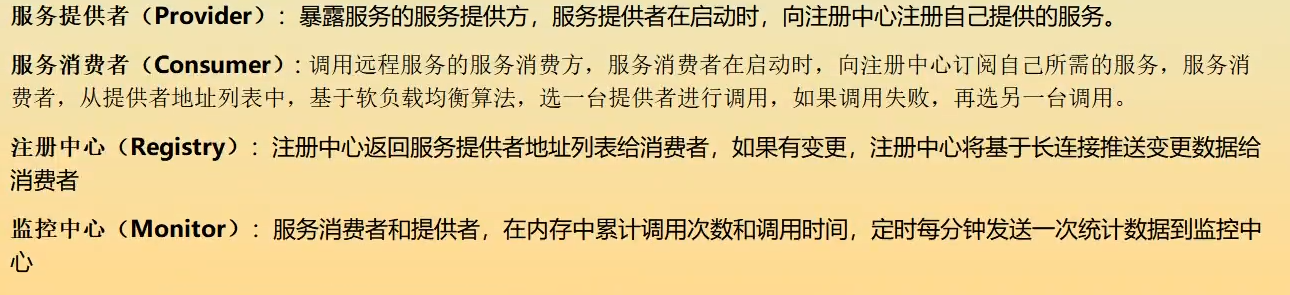 服务提供者（Provider）：暴露服务的服务提供方，服务提供者在启动时，向注册中心注册自己提供的服务。
服务消费者（Consumer）: 调用远程服务的服务消费方，服务消费者在启动时，向注册中心订阅自己所需的服务，服务消
费者，从提供者地址列表中，基于软负载均衡算法，选一台提供者进行调用，如果调用失败，再选另一台调用。
注册中心（Registry）：注册中心返回服务提供者地址列表给消费者，如果有变更，注册中心将基于长连接推送变更数据给
消费者
监控中心（Monitor）：服务消费者和提供者，在内存中累计调用次数和调用时间，定时每分钟发送一次统计数据到监控中
心